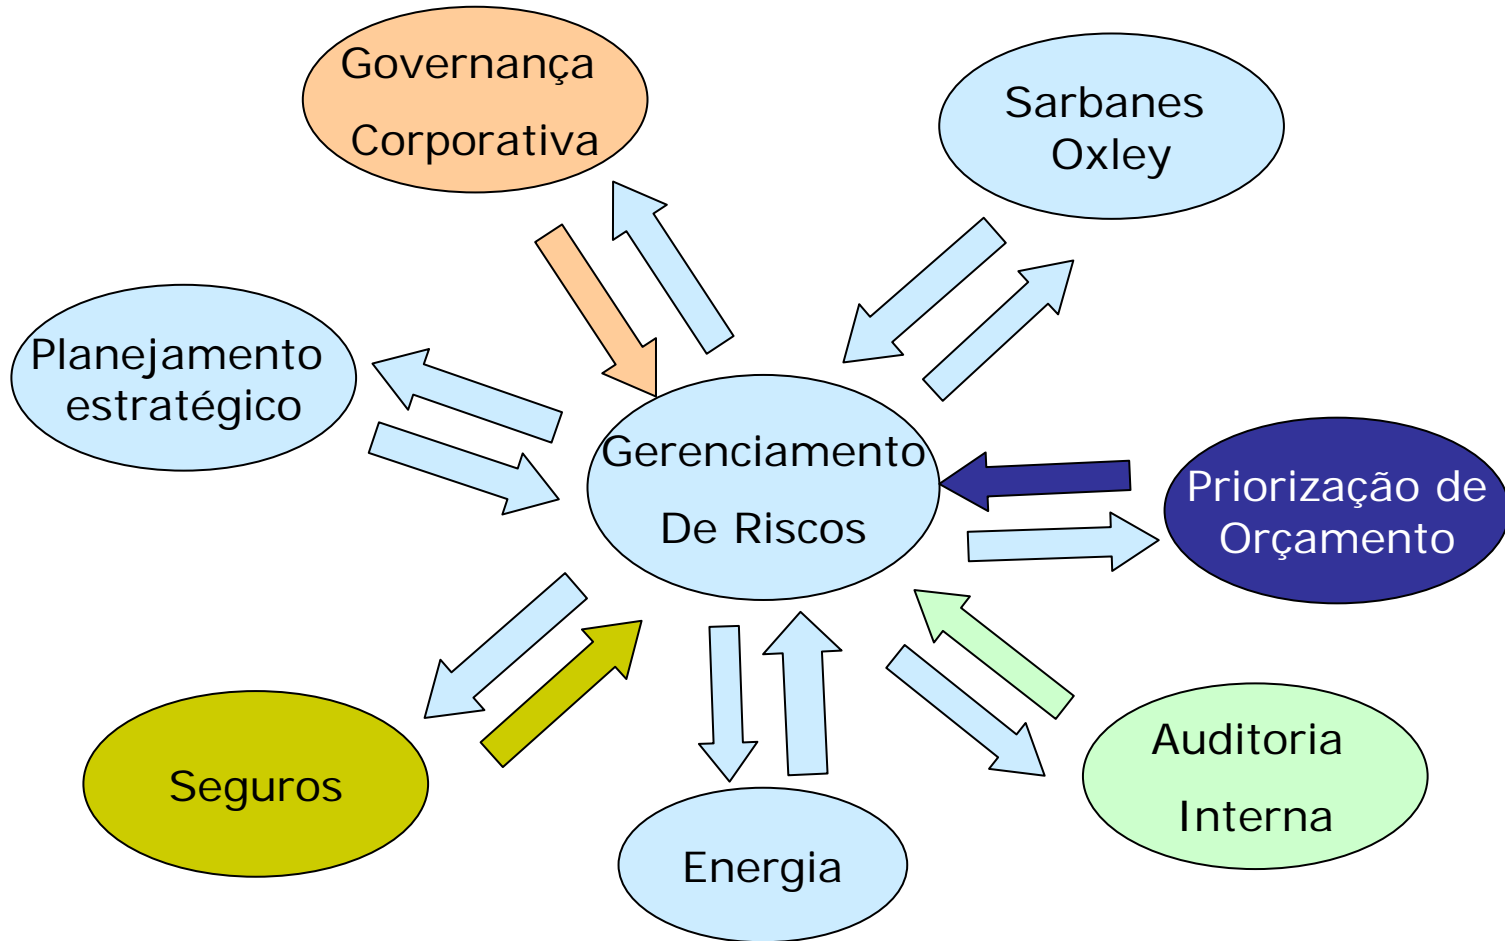 Governança
Corporativa
Sarbanes
Oxley
Planejamento
estratégico
Gerenciamento
De Riscos
Priorização de
Orçamento
Seguros
Energia
Auditoria
Interna